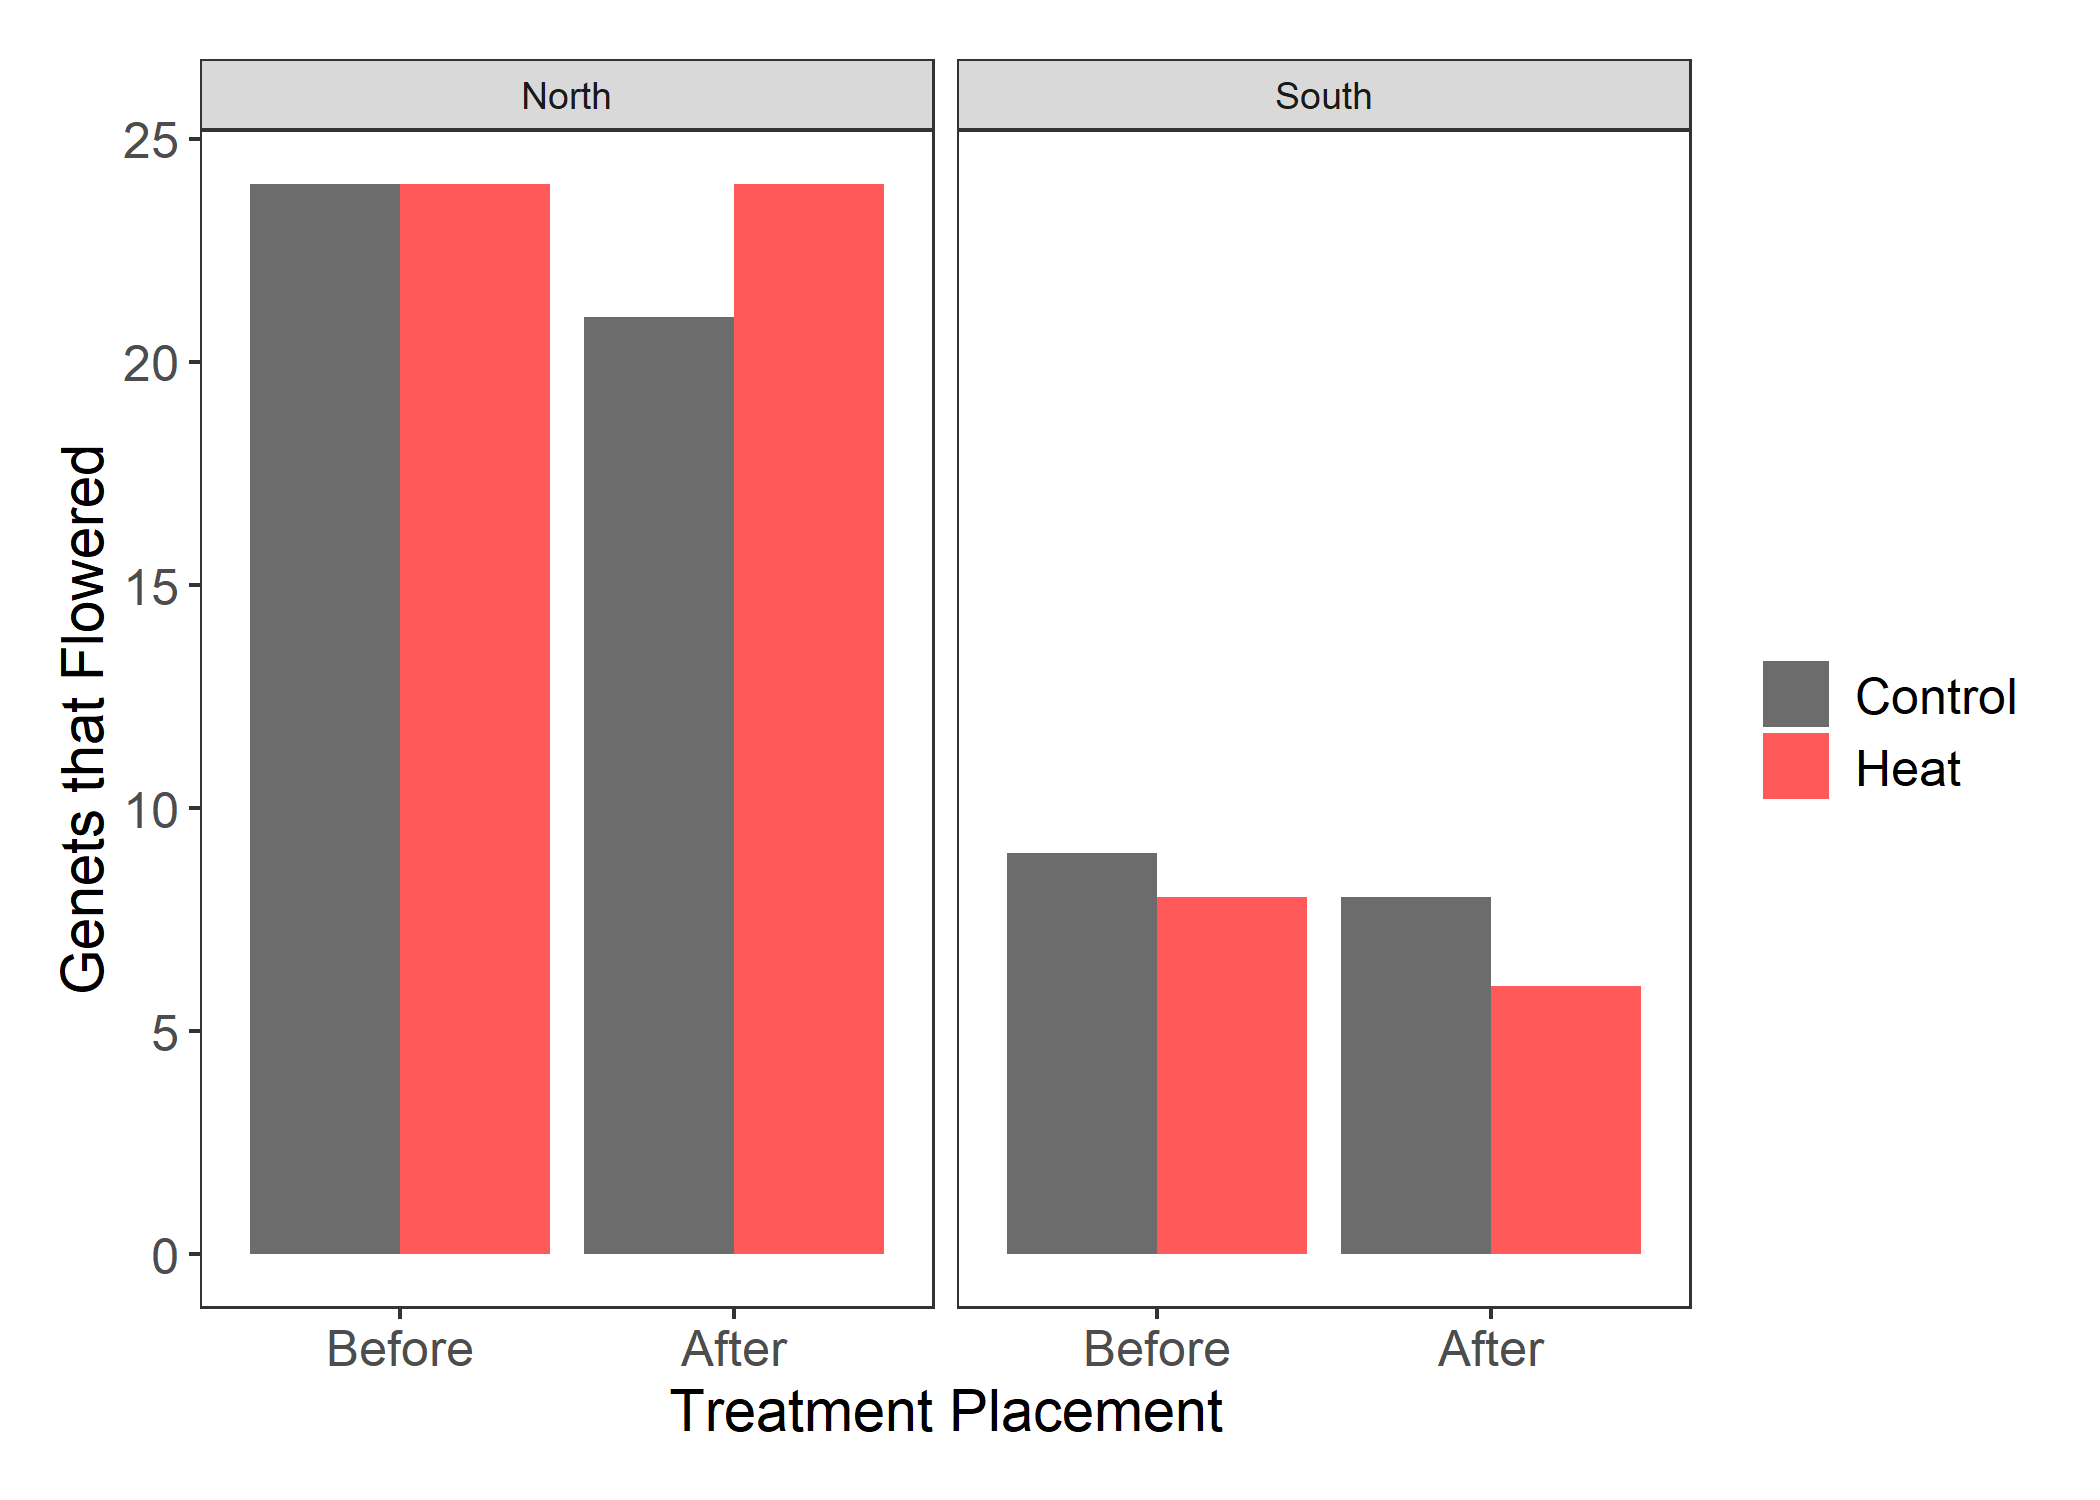 North
South
25
20
15
10
5
0
Genets that Flowered
Before
After
Before
After
Treatment Placement
Control
Heat